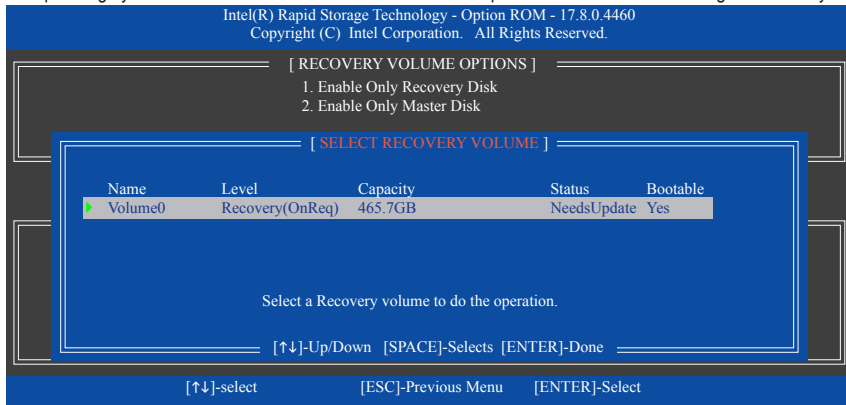 Intel(R) Rapid Storage Technology - Option ROM - 17.8.0.4460
Copyright (C) Intel Corporation. All Rights Reserved.
[ RECOVERY VOLUME OPTIONS ]
1. Enable Only Recovery Disk
2. Enable Only Master Disk
[ SELECT RECOVERY VOLUME ]
Name Level Capacity Status Bootable
Volume0 Recovery(OnReq) 465.7GB NeedsUpdate Yes
Select a Recovery volume to do the operation.
[↑↓]-Up/Down [SPACE]-Selects [ENTER]-Done
[↑↓]-select [ESC]-Previous Menu [ENTER]-Select